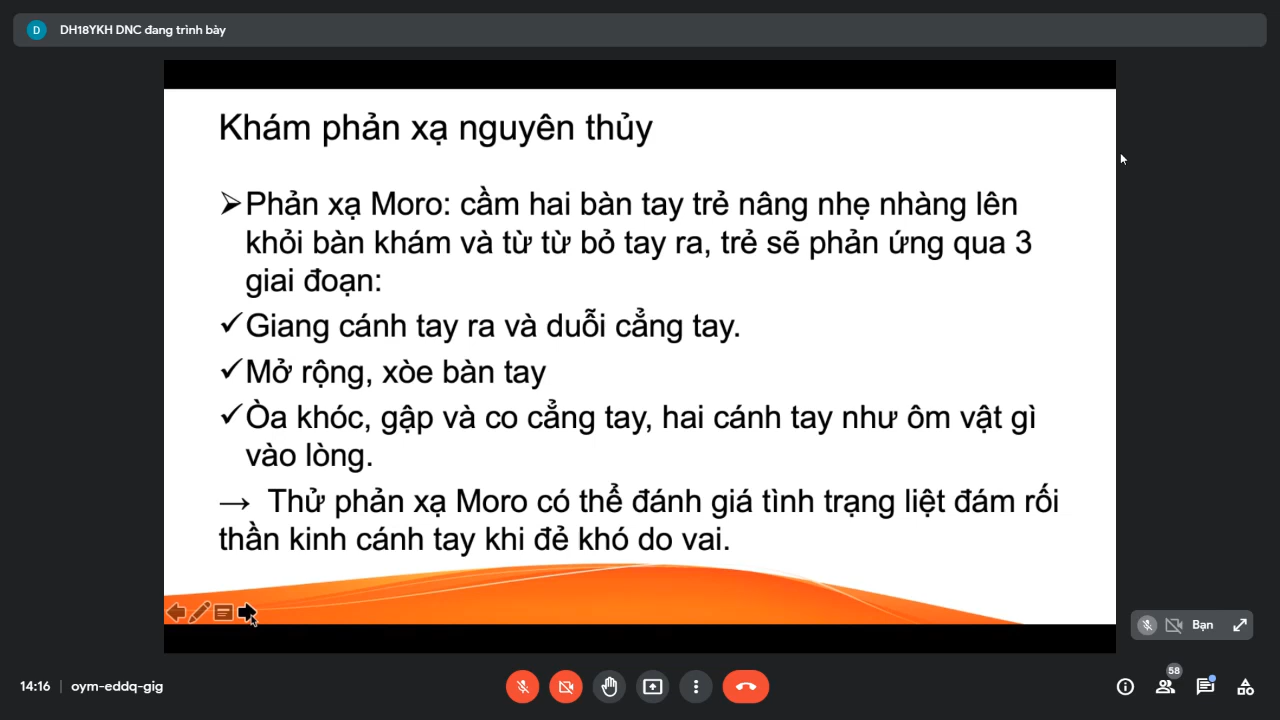 D DH18YKH DNC đang trình bày
Khám phản xạ nguyên thủy
➢Phản xạ Moro: cầm hai bàn tay trẻ nâng nhẹ nhàng lên
khỏi bàn khám và từ từ bỏ tay ra, trẻ sẽ phản ứng qua 3
giai đoạn:
✓Giang cánh tay ra và duỗi cẳng tay.
✓Mở rộng, xòe bàn tay
✓Òa khóc, gập và co cẳng tay, hai cánh tay như ôm vật gì
vào lòng.
→ Thử phản xạ Moro có thể đánh giá tình trạng liệt đám rối
thần kinh cánh tay khi đẻ khó do vai.
Bạn
14:16 | oym-eddq-gig
58